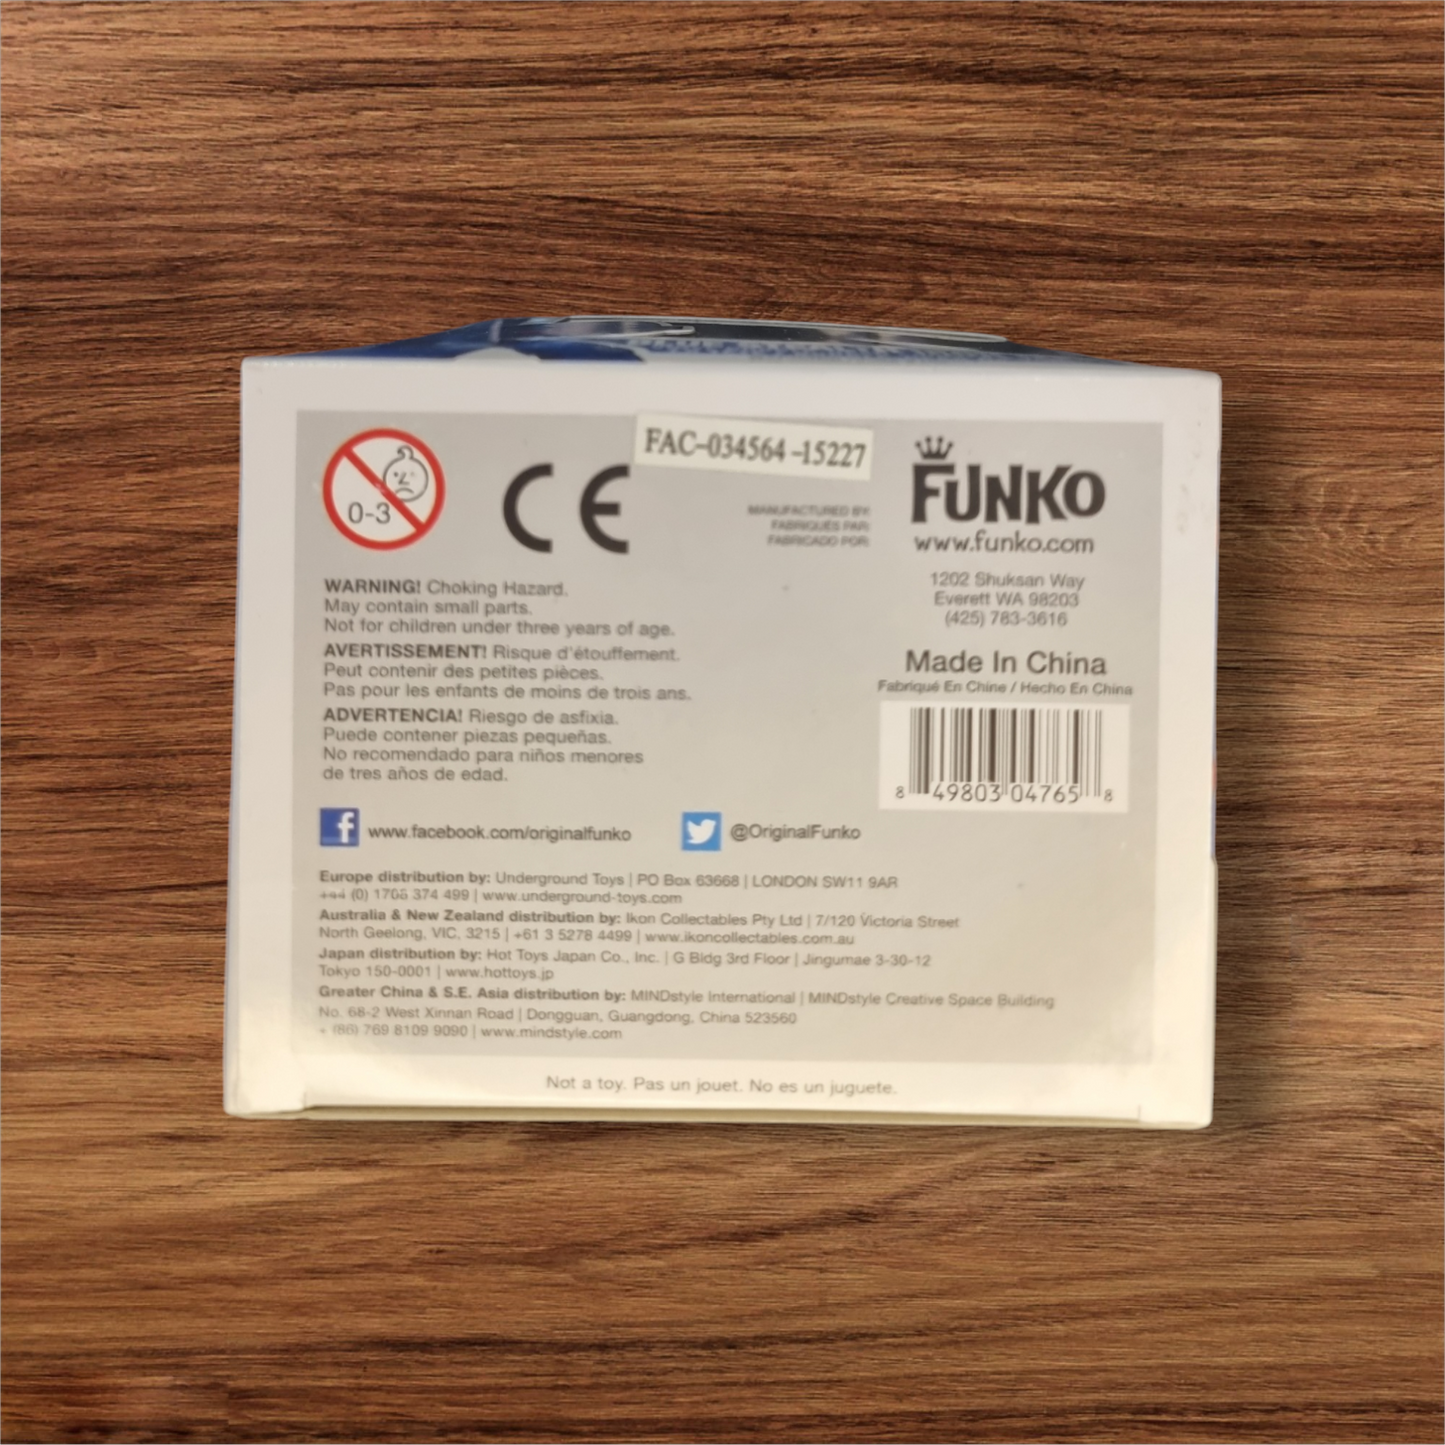 FAC-034564-15227
0-3
CE
MANUFACTURED BY:
FABRIQUÉS PAR:
FABRICADO POR:
FUNKO
www.funko.com
1202 Shuksan Way
Everett WA 98203
(425) 783-3616
WARNING! Choking Hazard.
May contain small parts.
Not for children under three years of age.
AVERTISSEMENT! Risque d'étouffement.
Peut contenir des petites pièces.
Pas pour les enfants de moins de trois ans.
ADVERTENCIA! Riesgo de asfixia.
Puede contener piezas pequeñas.
No recomendado para niños menores
de tres años de edad.
Made In China
Fabriqué En Chine / Hecho En China
8 49803 04765 8
f www.facebook.com/originalfunko
@OriginalFunko
Europe distribution by: Underground Toys | PO Box 63668 | LONDON SW11 9AR
+44 (0) 1708 374 499 | www.underground-toys.com
Australia & New Zealand distribution by: Ikon Collectables Pty Ltd | 7/120 Victoria Street
North Geelong, VIC, 3215 | +61 3 5278 4499 | www.ikoncollectables.com.au
Japan distribution by: Hot Toys Japan Co., Inc. | G Bldg 3rd Floor | Jingumae 3-30-12
Tokyo 150-0001 | www.hottoys.jp
Greater China & S.E. Asia distribution by: MINDstyle International | MINDstyle Creative Space Building
No. 68-2 West Xinnan Road | Dongguan, Guangdong, China 523560
+ (86) 769 8109 9090 | www.mindstyle.com
Not a toy. Pas un jouet. No es un juguete.